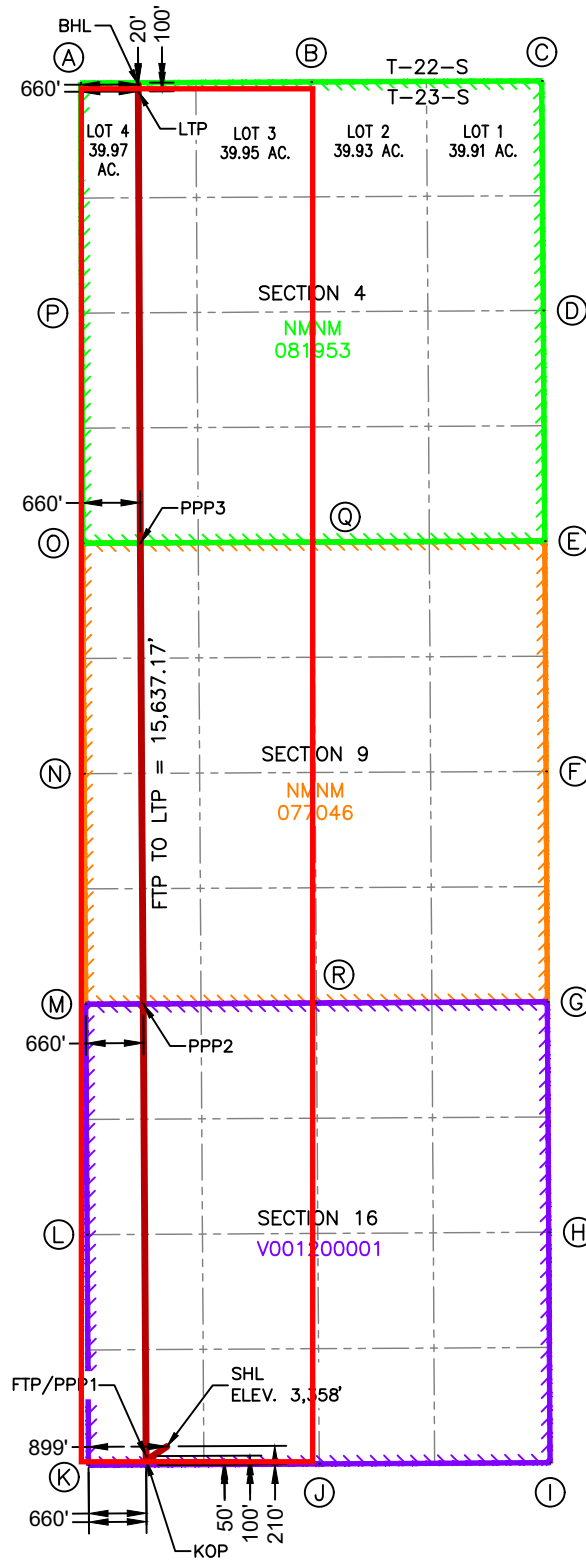 BHL
20'
100'
A
B
C
T-22-S
T-23-S
660'
LTP
LOT 4
39.97
AC.
LOT 3
39.95 AC.
LOT 2
39.93 AC.
LOT 1
39.91 AC.
P
SECTION 4
D
NMNM
081953
660'
PPP3
Q
O
E
FTP TO LTP = 15,637.17'
SECTION 9
N
F
NMNM
077046
R
M
G
660'
PPP2
SECTION 16
L
H
V001200001
FTP/PPP1
SHL
ELEV. 3,358'
899'
K
J
I
50'
100'
210'
660'
KOP